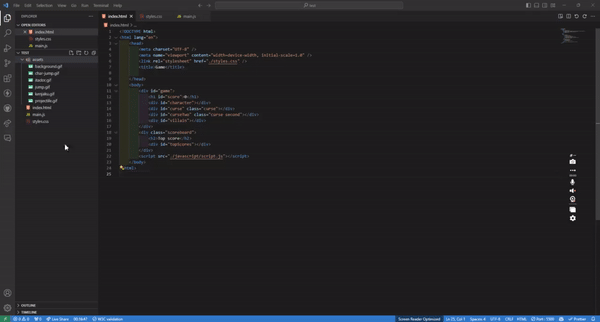 File Edit Selection View Go Run Terminal Help
test
EXPLORER
OPEN EDITORS
index.html
styles.css
main.js
TEST
assets
background.gif
char-jump.gif
jump.gif
projectile.gif
index.html
main.js
styles.css
OUTLINE
TIMELINE
index.html
styles.css
main.js
index.html
1 <!DOCTYPE html>
2 <html lang="en">
3 <head>
4 <meta charset="UTF-8" />
5 <meta name="viewport" content="width=device-width, initial-scale=1.0" />
6 <link rel="stylesheet" href="./styles.css" />
7 <title>Game</title>
8
9 </head>
10 <body>
11 <div id="game">
12 <h1 id="score">0</h1>
13 <div id="character"></div>
14 <div id="curse" class="curse"></div>
15 <div id="cursetwo" class="curse second"></div>
16 <div id="villain"></div>
17 </div>
18 <div class="scoreboard">
19 <h1>Top score</h1>
20 <div id="topScores"></div>
21 </div>
22 <script src="./javascript/script.js"></script>
23 </body>
24 </html>
25
Live Share
W3C validation
Screen Reader Optimized
Ln 25, Col 1
Spaces: 4
UTF-8
CRLF
HTML
Port : 5500
Prettier